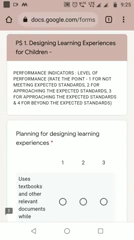 9:29
docs.google.com/forms
PS 1. Designing Learning Experiences
for Children -
PERFORMANCE INDICATORS : LEVEL OF
PERFORMANCE (RATE THE POINT - 1 FOR NOT
MEETING EXPECTED STANDARDS, 2 FOR
APPROACHING THE EXPECTED STANDARDS, 3
FOR APPROACHING THE EXPECTED STANDARDS
& 4 FOR BEYOND THE EXPECTED STANDARDS)
Planning for designing learning
experiences *
1 2 3
Uses
textbooks
and other
relevant
documents
while